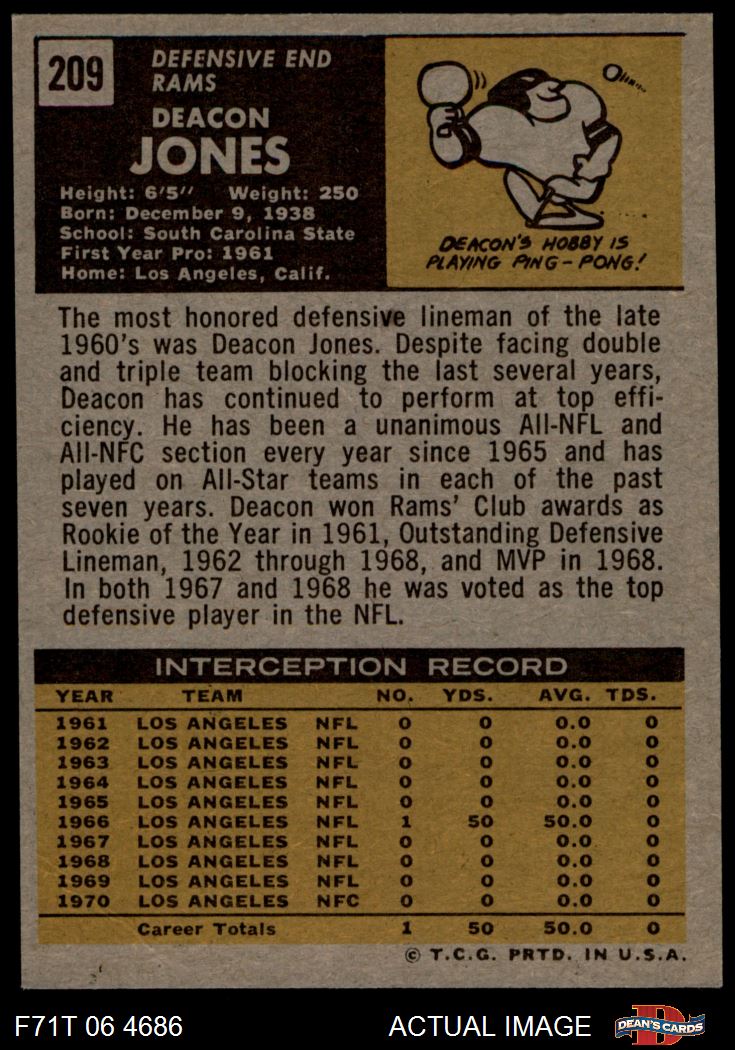 209
DEFENSIVE END
RAMS
DEACON
JONES
Height: 6'5" Weight: 250
Born: December 9, 1938
School: South Carolina State
First Year Pro: 1961
Home: Los Angeles, Calif.
DEACON'S HOBBY IS
PLAYING PING-PONG!
The most honored defensive lineman of the late
1960's was Deacon Jones. Despite facing double
and triple team blocking the last several years,
Deacon has continued to perform at top effi-
ciency. He has been a unanimous All-NFL and
All-NFC section every year since 1965 and has
played on All-Star teams in each of the past
seven years. Deacon won Rams' Club awards as
Rookie of the Year in 1961, Outstanding Defensive
Lineman, 1962 through 1968, and MVP in 1968.
In both 1967 and 1968 he was voted as the top
defensive player in the NFL.
INTERCEPTION RECORD
YEAR TEAM NO. YDS. AVG. TDS.
1961 LOS ANGELES NFL 0 0 0.0 0
1962 LOS ANGELES NFL 0 0 0.0 0
1963 LOS ANGELES NFL 0 0 0.0 0
1964 LOS ANGELES NFL 0 0 0.0 0
1965 LOS ANGELES NFL 0 0 0.0 0
1966 LOS ANGELES NFL 1 50 50.0 0
1967 LOS ANGELES NFL 0 0 0.0 0
1968 LOS ANGELES NFL 0 0 0.0 0
1969 LOS ANGELES NFL 0 0 0.0 0
1970 LOS ANGELES NFC 0 0 0.0 0
Career Totals 1 50 50.0 0
© T.C.G. PRTD. IN U.S.A.
F71T 06 4686 ACTUAL IMAGE D DEAN'S CARDS